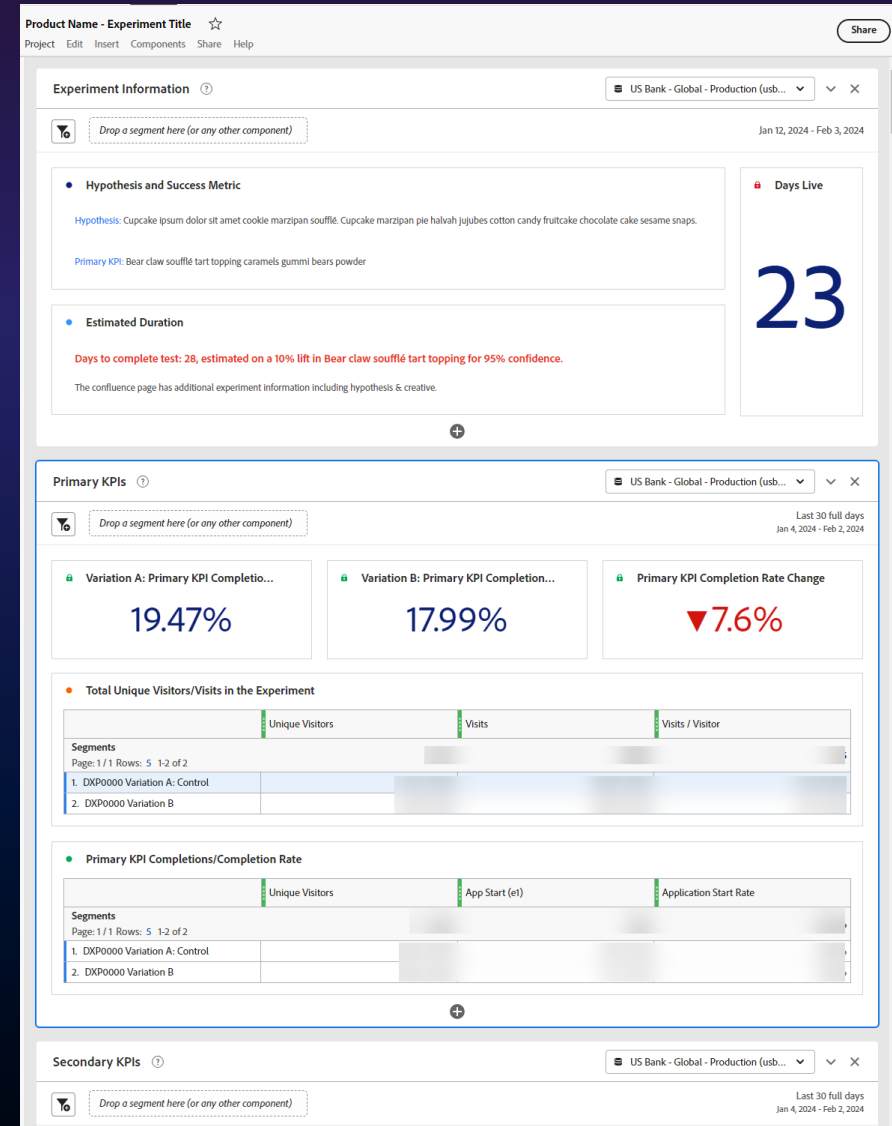 Product Name - Experiment Title
Share
Project Edit Insert Components Share Help
Experiment Information ?
US Bank - Global - Production (usb...
Drop a segment here (or any other component)
Jan 12, 2024 - Feb 3, 2024
Hypothesis and Success Metric
Hypothesis: Cupcake ipsum dolor sit amet cookie marzipan soufflé. Cupcake marzipan pie halvah jujubes cotton candy fruitcake chocolate cake sesame snaps.
Primary KPI: Bear claw soufflé tart topping caramels gummi bears powder
Days Live
23
Estimated Duration
Days to complete test: 28, estimated on a 10% lift in Bear claw soufflé tart topping for 95% confidence.
The confluence page has additional experiment information including hypothesis & creative.
Primary KPIs ?
US Bank - Global - Production (usb...
Drop a segment here (or any other component)
Last 30 full days
Jan 4, 2024 - Feb 2, 2024
Variation A: Primary KPI Completio...
19.47%
Variation B: Primary KPI Completion...
17.99%
Primary KPI Completion Rate Change
▼7.6%
Total Unique Visitors/Visits in the Experiment
Unique Visitors Visits Visits / Visitor
Segments
Page: 1 / 1 Rows: 5 1-2 of 2
1. DXP0000 Variation A: Control
2. DXP0000 Variation B
Primary KPI Completions/Completion Rate
Unique Visitors App Start (e1) Application Start Rate
Segments
Page: 1 / 1 Rows: 5 1-2 of 2
1. DXP0000 Variation A: Control
2. DXP0000 Variation B
Secondary KPIs ?
US Bank - Global - Production (usb...
Drop a segment here (or any other component)
Last 30 full days
Jan 4, 2024 - Feb 2, 2024